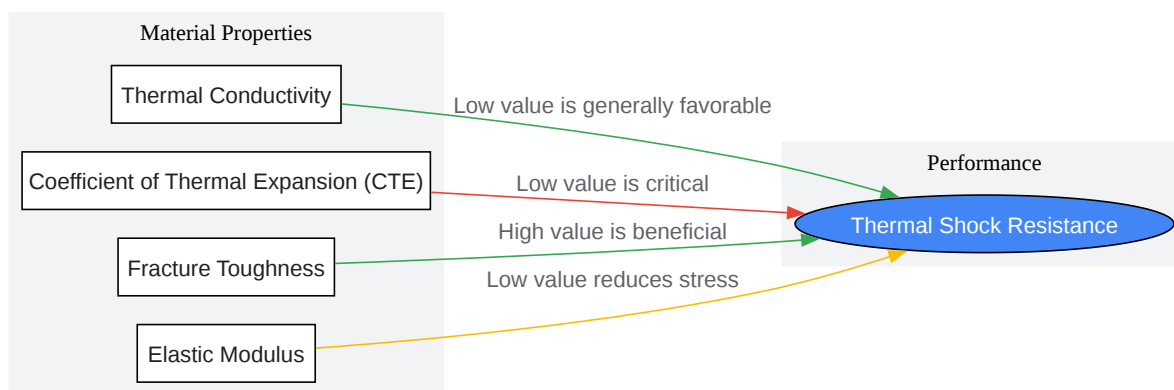 Material Properties
Thermal Conductivity
Low value is generally favorable
Coefficient of Thermal Expansion (CTE)
Low value is critical
Performance
Thermal Shock Resistance
High value is beneficial
Fracture Toughness
Low value reduces stress
Elastic Modulus